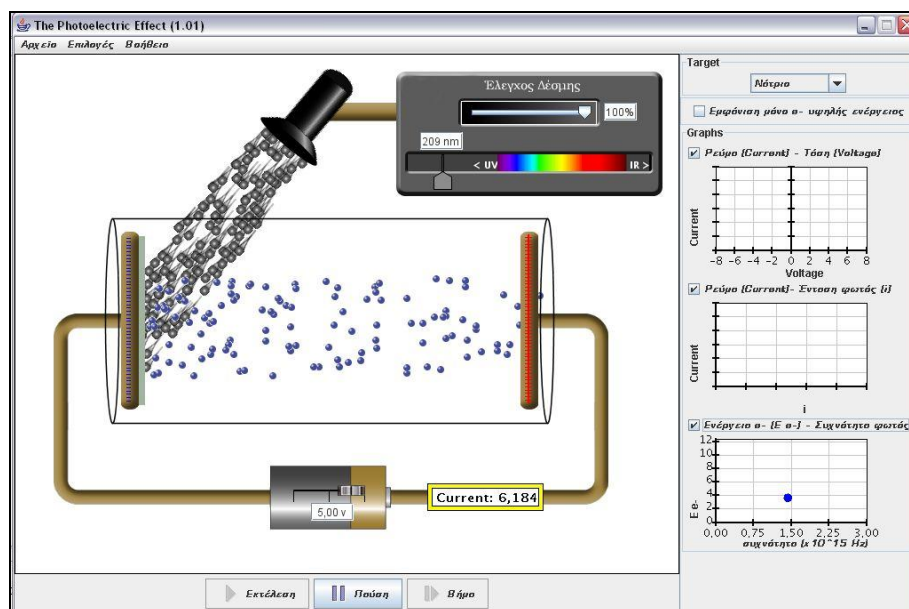 The Photoelectric Effect (1.01)
Αρχείο Επιλογές Βοήθεια
Έλεγχος Δέσμης
100%
209 nm
< UV
IR >
5,00 v
Current: 6,184
Εκτέλεση
Παύση
Βήμα
Target
Νάτριο
Εμφάνιση μόνο e- υψηλής ενέργειας
Graphs
Ρεύμα [Current] - Τάση [Voltage]
Current
-8 -6 -4 -2 0 2 4 6 8
Voltage
Ρεύμα [Current]- Ένταση φωτός [i]
Current
i
Ενέργεια e- [E e-] - Συχνότητα φωτός
12
8
4
0
E e-
0,00 0,75 1,50 2,25 3,00
συχνότητα (x 10^15 Hz)